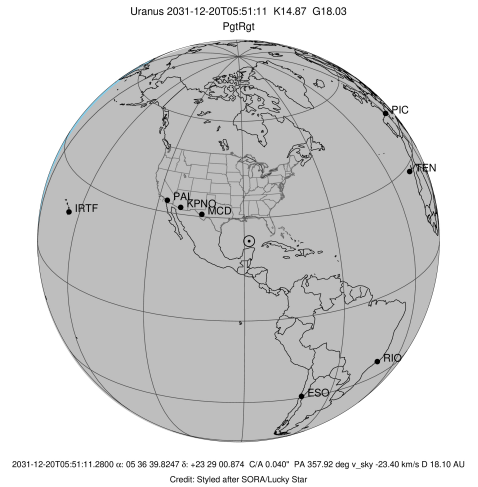 Uranus 2031-12-20T05:51:11 K14.87 G18.03
PgtRgt
PIC
TEN
PAL
KPNO
MCD
IRTF
RIO
ESO
2031-12-20T05:51:11.2800 α: 05 36 39.8247 δ: +23 29 00.874 C/A 0.040" PA 357.92 deg v_sky -23.40 km/s D 18.10 AU
Credit: Styled after SORA/Lucky Star